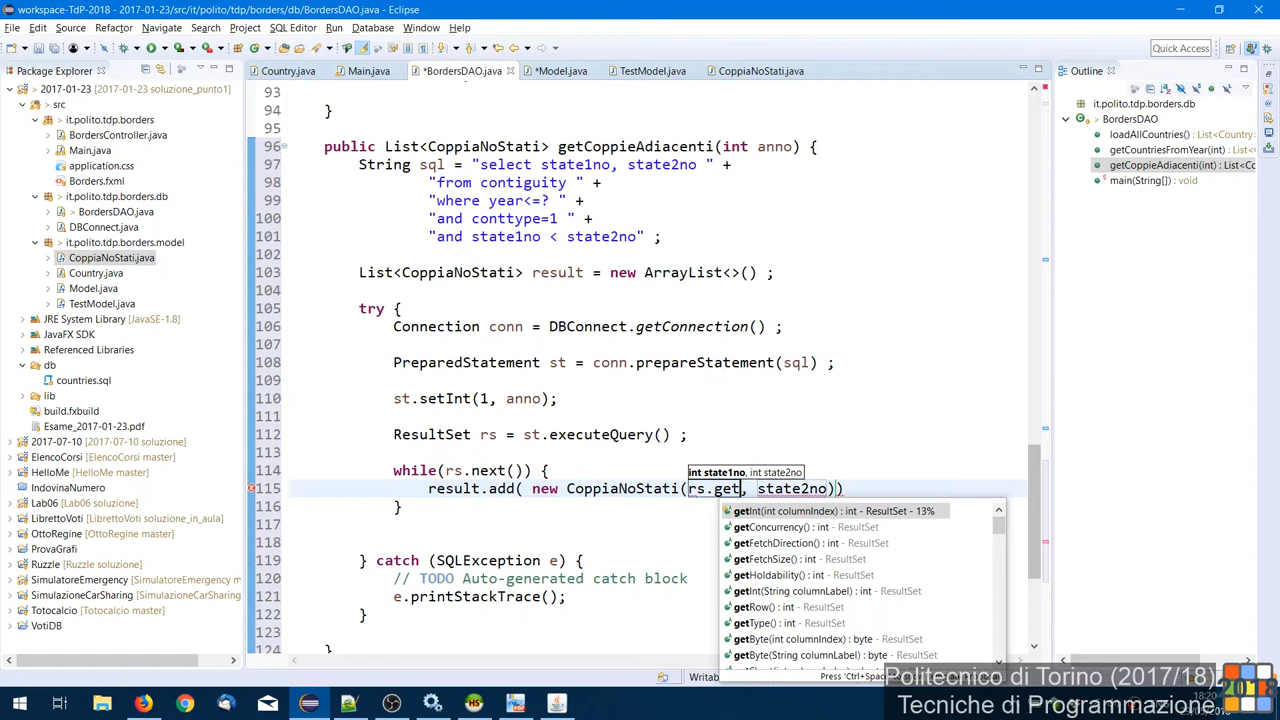 workspace-TdP-2018 - 2017-01-23/src/it/polito/tdp/borders/db/BordersDAO.java - Eclipse
File Edit Source Refactor Navigate Search Project SQL Editor Run Database Window Help
Quick Access
Package Explorer
Country.java Main.java *BordersDAO.java *Model.java TestModel.java CoppiaNoStati.java
Outline
2017-01-23 [2017-01-23 soluzione_punto1]
src
it.polito.tdp.borders
BordersController.java
Main.java
application.css
Borders.fxml
it.polito.tdp.borders.db
> BordersDAO.java
DBConnect.java
it.polito.tdp.borders.model
CoppiaNoStati.java
Country.java
Model.java
TestModel.java
JRE System Library [JavaSE-1.8]
JavaFX SDK
Referenced Libraries
db
countries.sql
lib
build.fxbuild
Esame_2017-01-23.pdf
2017-07-10 [2017-07-10 soluzione]
ElencoCorsi [ElencoCorsi master]
HelloMe [HelloMe master]
IndovinaNumero
Lab06 [Lab06 master]
LibrettoVoti [LibrettoVoti_in_aula]
OttoRegine [OttoRegine master]
ProvaGrafi
Ruzzle [Ruzzle master]
SimulatoreEmergency [SimulatoreEmergency master]
SimulazioneCarSharing [SimulazioneCarSharing master]
Totocalcio [Totocalcio master]
VotiDB
93
94 }
95
96 public List<CoppiaNoStati> getCoppieAdiacenti(int anno) {
97 String sql = "select state1no, state2no " +
98 "from contiguity " +
99 "where year<=? " +
100 "and conttype=1 " +
101 "and state1no < state2no" ;
102
103 List<CoppiaNoStati> result = new ArrayList<>() ;
104
105 try {
106 Connection conn = DBConnect.getConnection() ;
107
108 PreparedStatement st = conn.prepareStatement(sql) ;
109
110 st.setInt(1, anno);
111
112 ResultSet rs = st.executeQuery() ;
113
114 while(rs.next()) {
int state1no, int state2no
115 result.add( new CoppiaNoStati(rs.get, state2no))
116 }
117
118
119 } catch (SQLException e) {
120 // TODO Auto-generated catch block
121 e.printStackTrace();
122 }
123
124 }
getInt(int columnIndex) : int - ResultSet - 13%
getConcurrency() : int - ResultSet
getFetchDirection() : int - ResultSet
getFetchSize() : int - ResultSet
getHoldability() : int - ResultSet
getInt(String columnLabel) : int - ResultSet
getRow() : int - ResultSet
getType() : int - ResultSet
getByte(int columnIndex) : byte - ResultSet
getByte(String columnLabel) : byte - ResultSet
it.polito.tdp.borders.db
BordersDAO
loadAllCountries() : List<Country
getCountriesFromYear(int) : List<
getCoppieAdiacenti(int) : List<Co
main(String[]) : void
Politecnico di Torino (2017/18)
Tecniche di Programmazione
2018
18:20